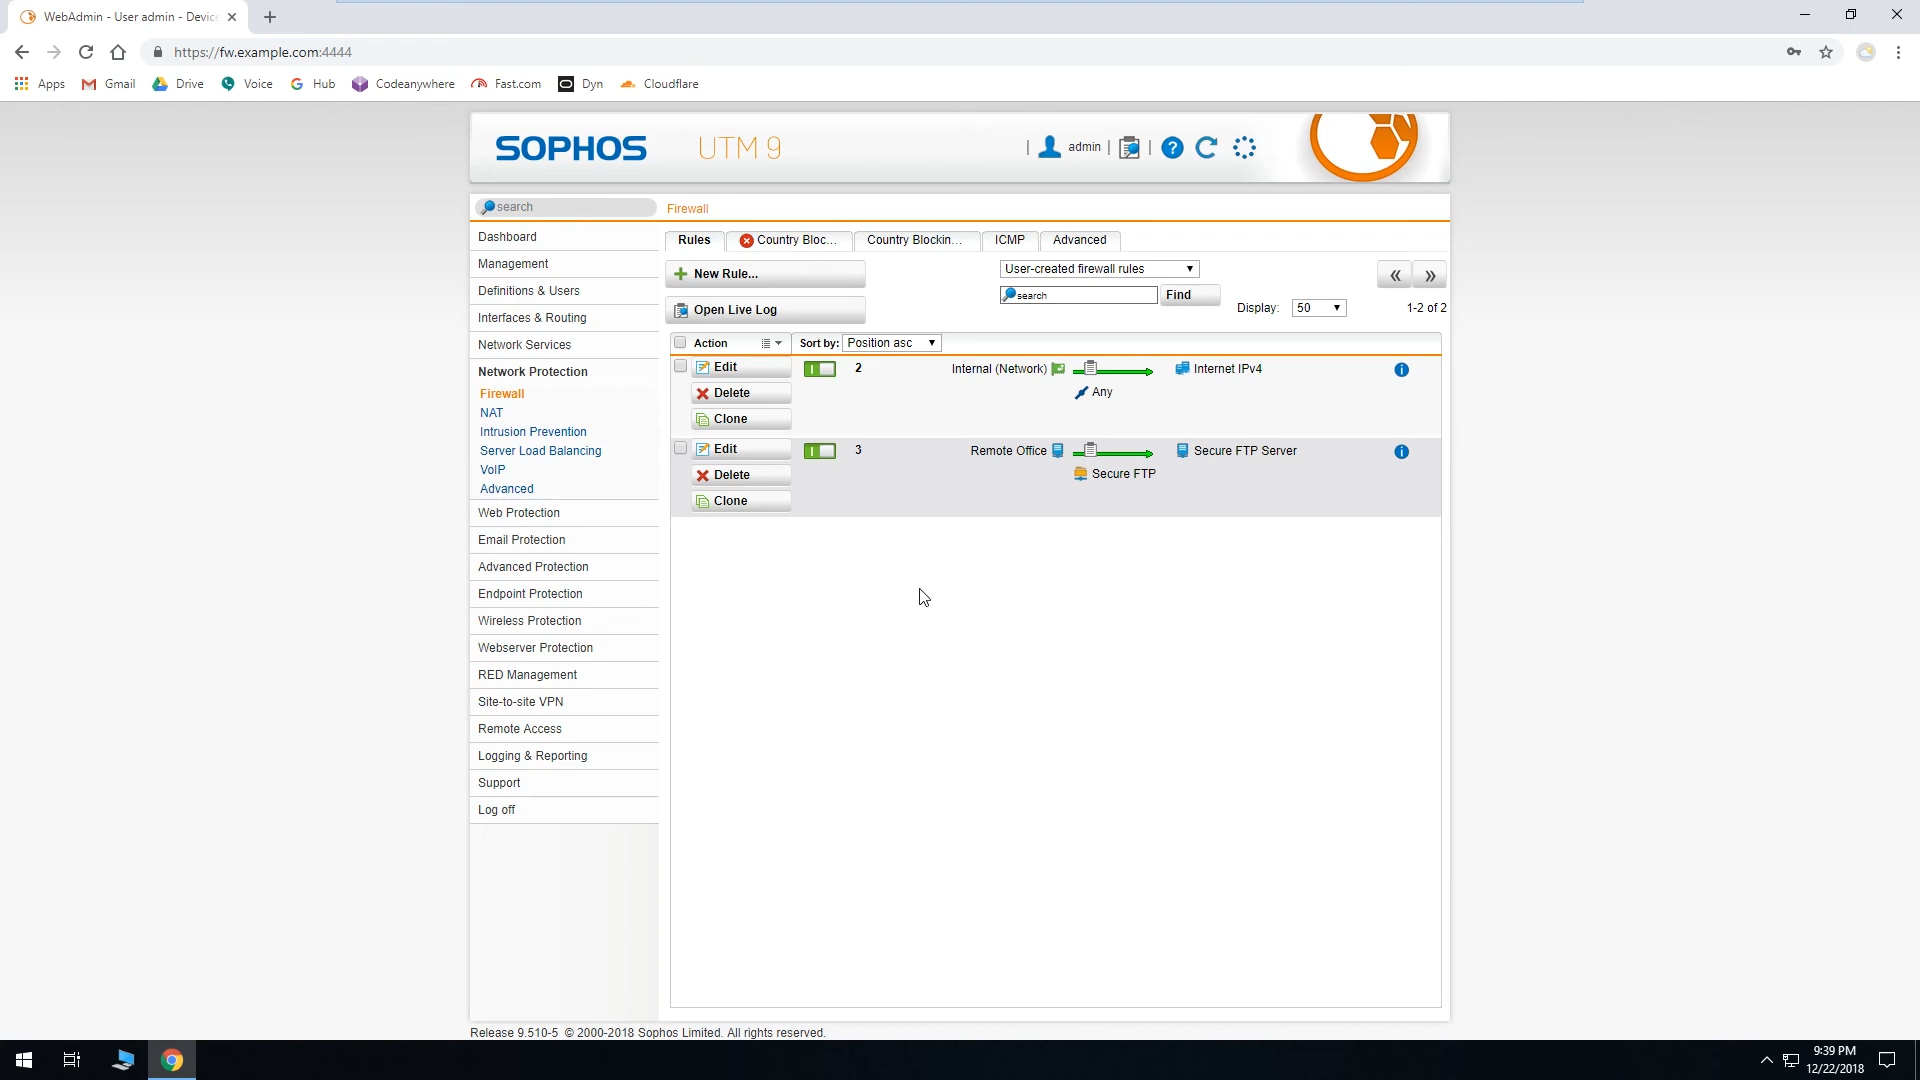 WebAdmin - User admin - Device
https://fw.example.com:4444
Apps Gmail Drive Voice Hub Codeanywhere Fast.com Dyn Cloudflare
SOPHOS UTM 9 | admin | | ?
search
Firewall
Dashboard
Management
Definitions & Users
Interfaces & Routing
Network Services
Network Protection
Firewall
NAT
Intrusion Prevention
Server Load Balancing
VoIP
Advanced
Web Protection
Email Protection
Advanced Protection
Endpoint Protection
Wireless Protection
Webserver Protection
RED Management
Site-to-site VPN
Remote Access
Logging & Reporting
Support
Log off
Rules Country Bloc... Country Blockin... ICMP Advanced
New Rule...
User-created firewall rules
« »
search Find
Open Live Log
Display: 50 1-2 of 2
Action Sort by: Position asc
Edit 2 Internal (Network) Internet IPv4
Delete Any
Clone
Edit 3 Remote Office Secure FTP Server
Delete Secure FTP
Clone
Release 9.510-5 © 2000-2018 Sophos Limited. All rights reserved.
9:39 PM
12/22/2018